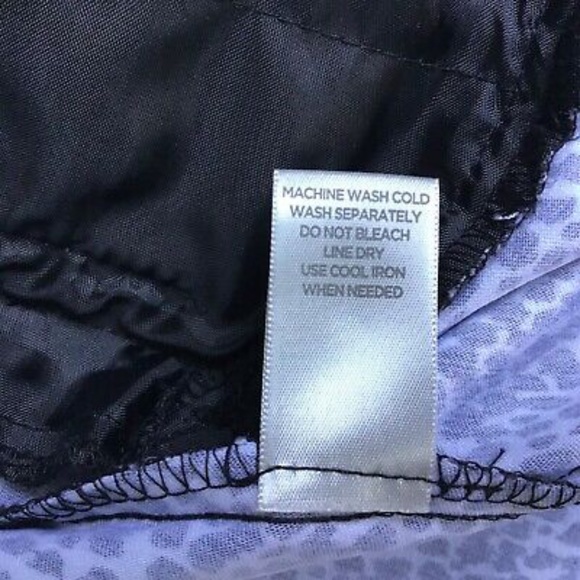 MACHINE WASH COLD
WASH SEPARATELY
DO NOT BLEACH
LINE DRY
USE COOL IRON
WHEN NEEDED